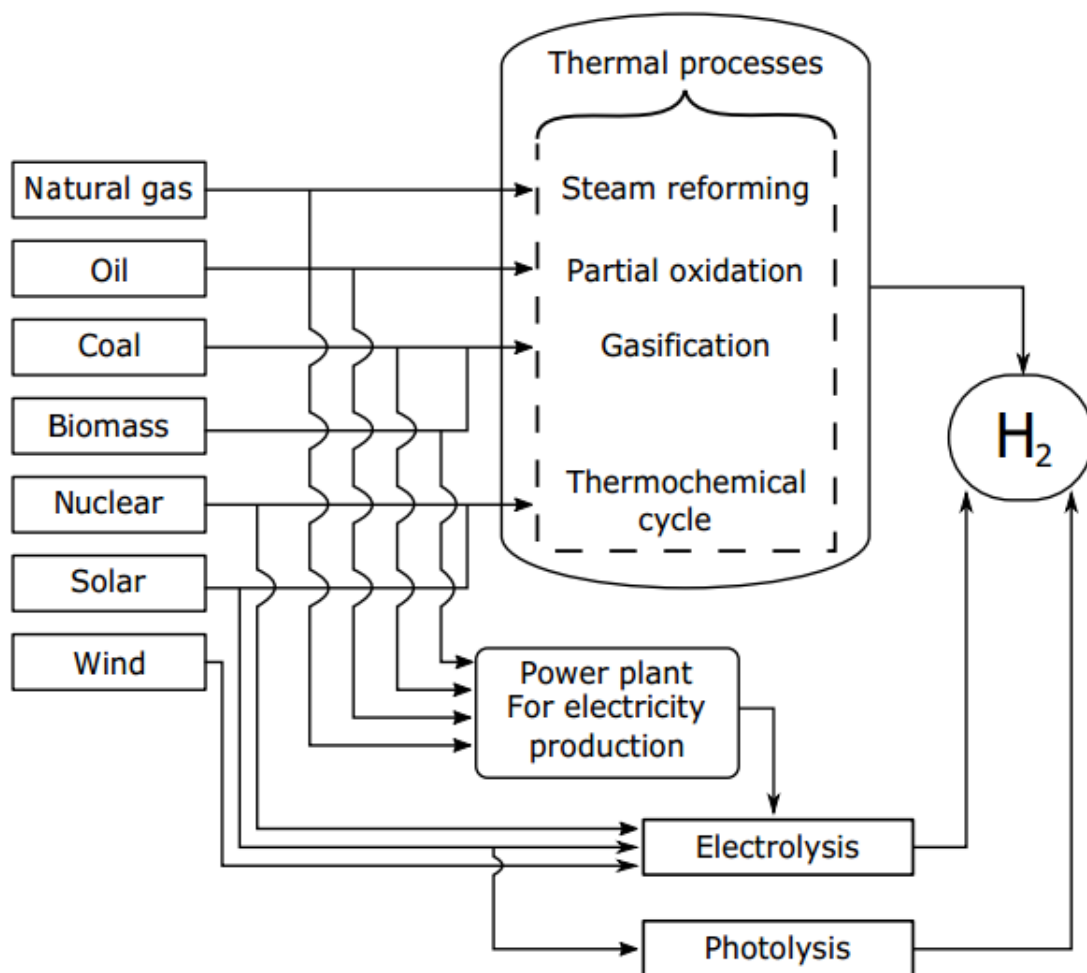 Thermal processes
Natural gas
Steam reforming
Oil
Partial oxidation
Coal
Gasification
Biomass
Nuclear
Thermochemical
cycle
Solar
Wind
H₂
Power plant
For electricity
production
Electrolysis
Photolysis